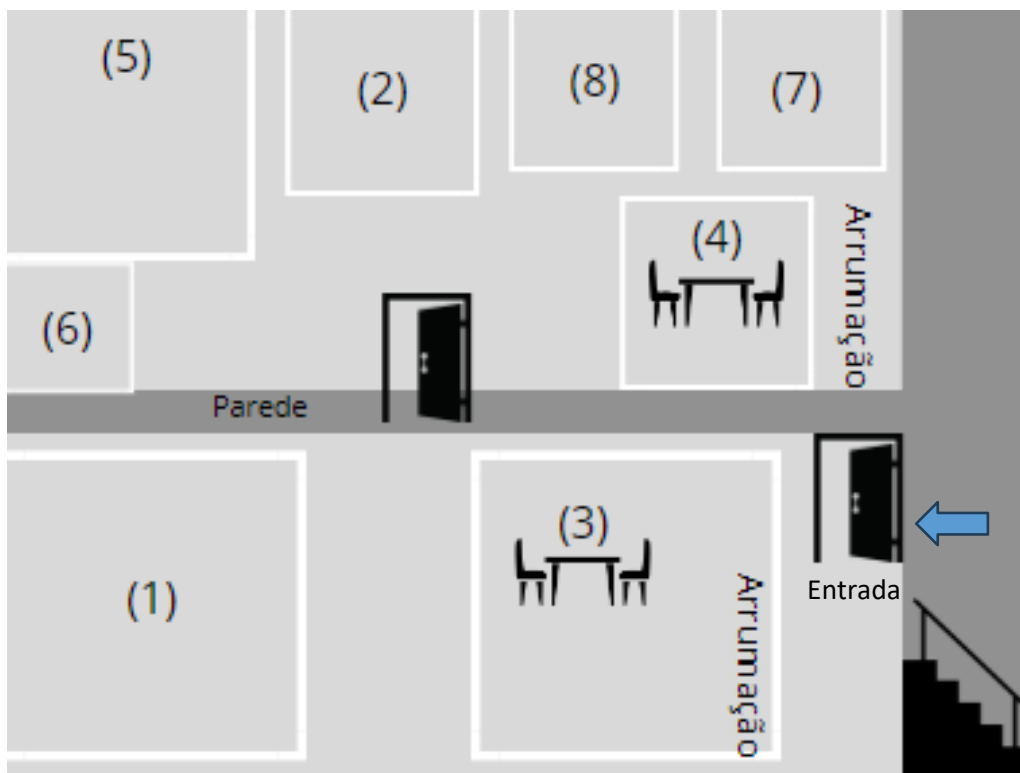 (5)
(2)
(8)
(7)
(4)
Arrumação
(6)
Parede
(3)
(1)
Entrada
Arrumação